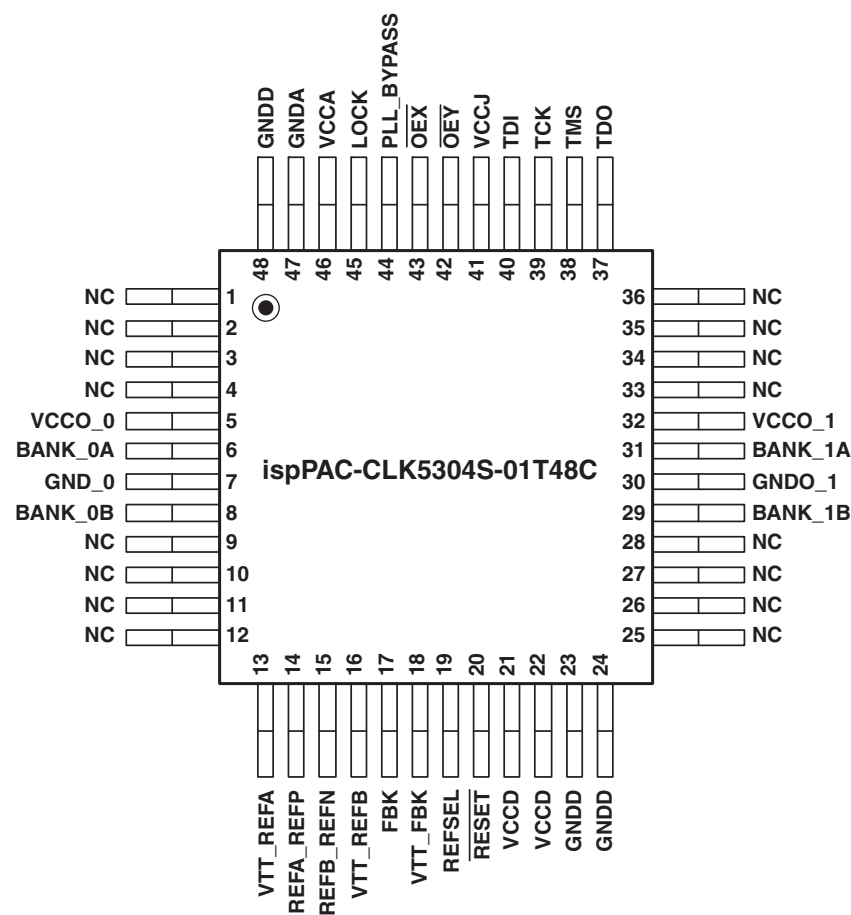 GNDD
GNDA
VCCA
LOCK
PLL_BYPASS
OEX
OEY
VCCJ
TDI
TCK
TMS
TDO
48
47
46
45
44
43
42
41
40
39
38
37
NC 1
NC 2
NC 3
NC 4
VCCO_0 5
BANK_0A 6
GND_0 7
BANK_0B 8
NC 9
NC 10
NC 11
NC 12
ispPAC-CLK5304S-01T48C
36 NC
35 NC
34 NC
33 NC
32 VCCO_1
31 BANK_1A
30 GNDO_1
29 BANK_1B
28 NC
27 NC
26 NC
25 NC
13
14
15
16
17
18
19
20
21
22
23
24
VTT_REFA
REFA_REFP
REFB_REFN
VTT_REFB
FBK
VTT_FBK
REFSEL
RESET
VCCD
VCCD
GNDD
GNDD